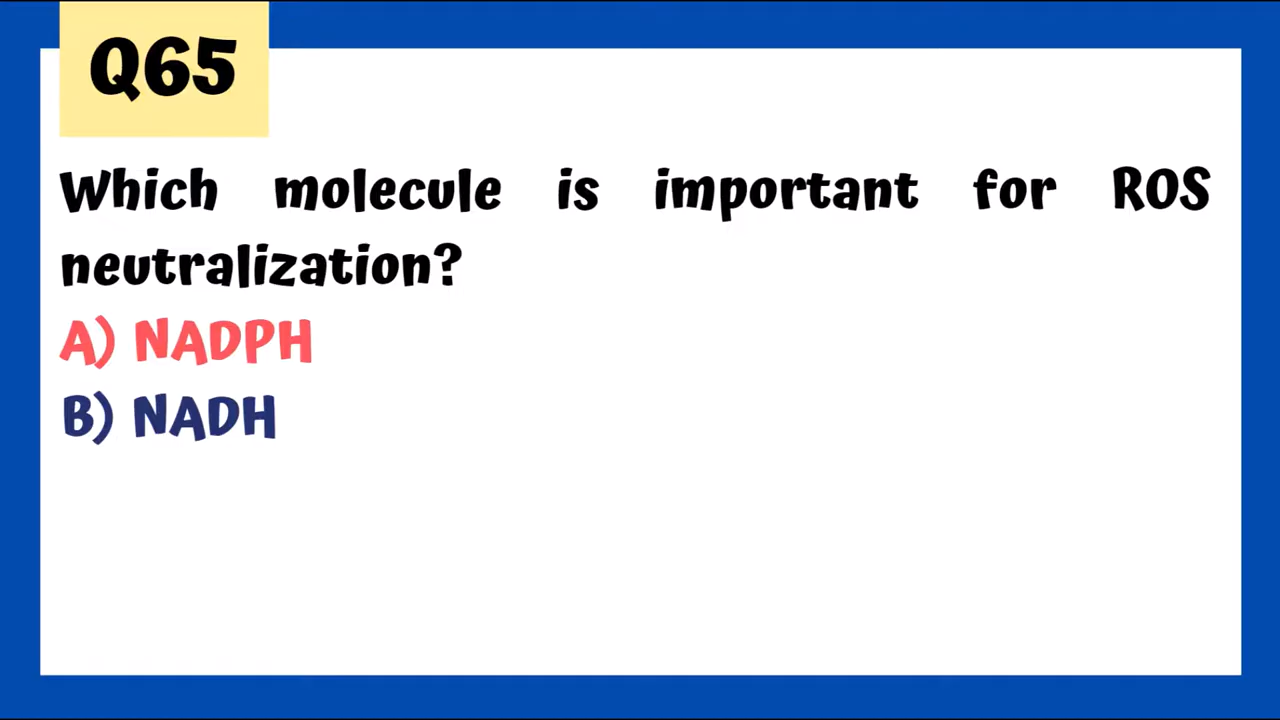 Q65
Which molecule is important for ROS
neutralization?
A) NADPH
B) NADH